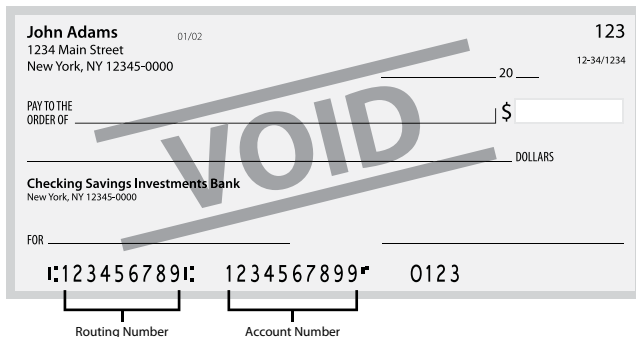 John Adams 01/02 123
1234 Main Street
New York, NY 12345-0000 12-34/1234
20
PAY TO THE
ORDER OF $
VOID
DOLLARS
Checking Savings Investments Bank
New York, NY 12345-0000
FOR
⑆123456789⑆ 1234567899⑈ 0123
Routing Number Account Number